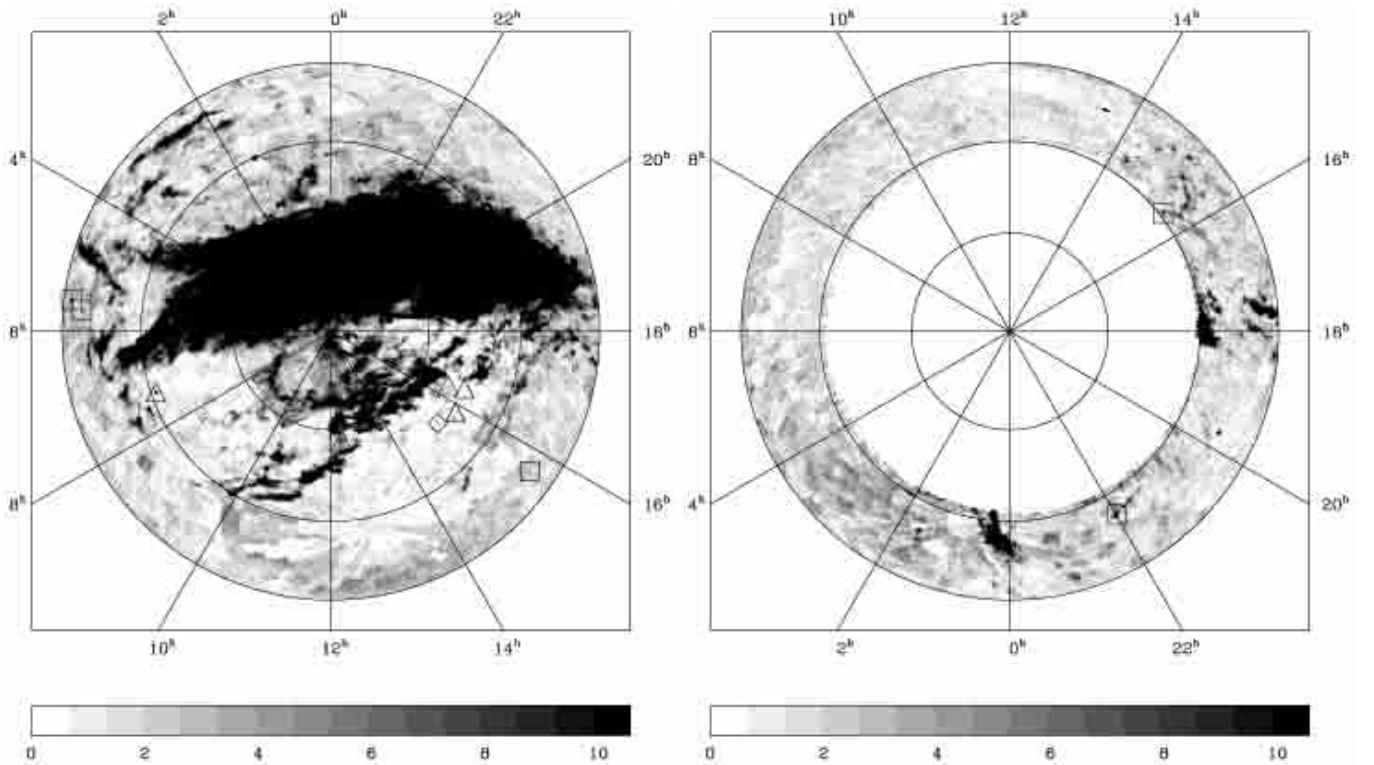 2ʰ 0ʰ 22ʰ 10ʰ 12ʰ 14ʰ
4ʰ 20ʰ 8ʰ 16ʰ
6ʰ 18ʰ 6ʰ 18ʰ
8ʰ 16ʰ 4ʰ 20ʰ
10ʰ 12ʰ 14ʰ 2ʰ 0ʰ 22ʰ
0 2 4 6 8 10 0 2 4 6 8 10